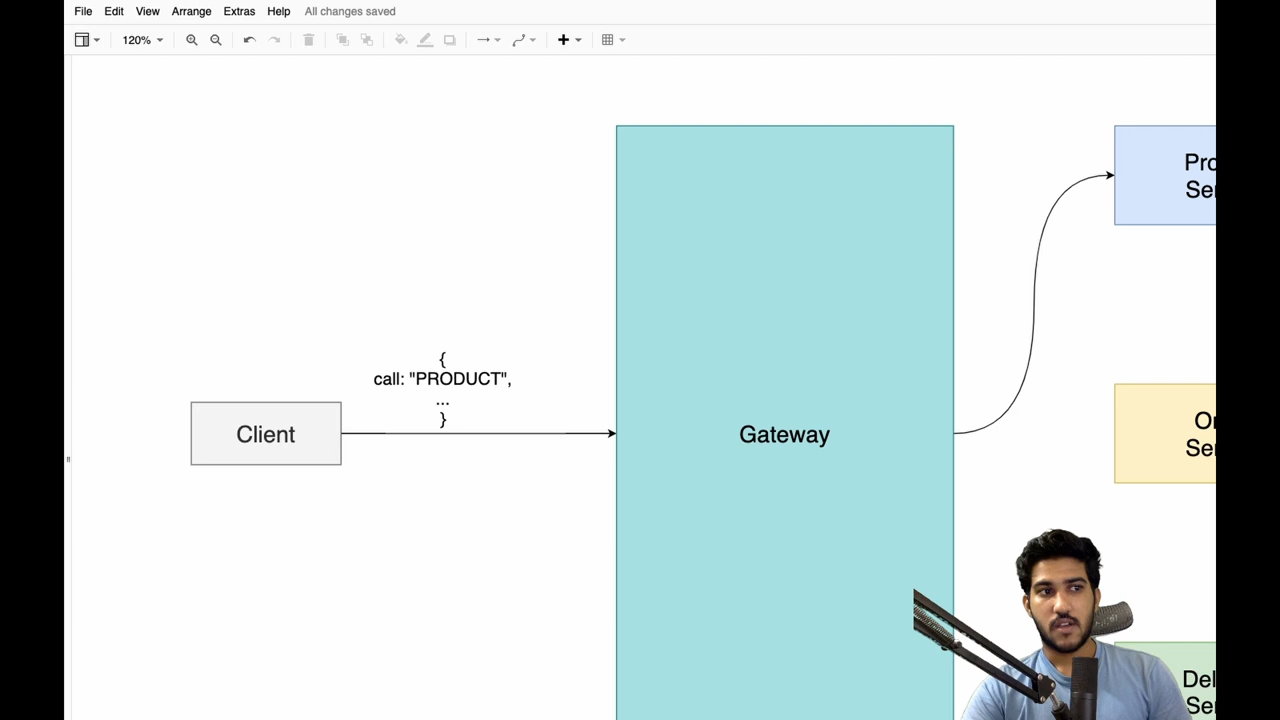 File Edit View Arrange Extras Help All changes saved
120%
{
call: "PRODUCT",
...
}
Client
Gateway